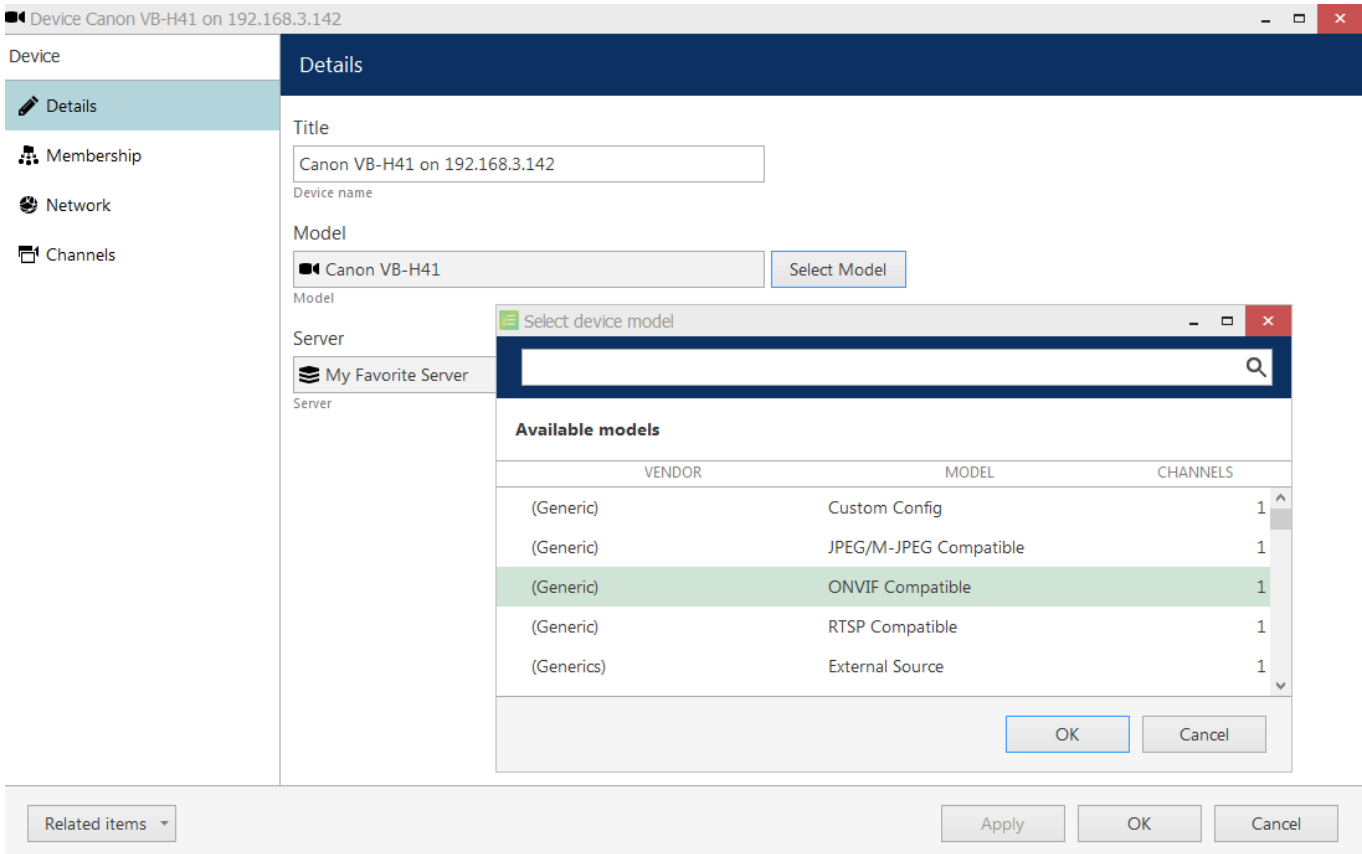 Device Canon VB-H41 on 192.168.3.142
Device
Details
Membership
Network
Channels
Details
Title
Canon VB-H41 on 192.168.3.142
Device name
Model
Canon VB-H41 Select Model
Model
Server
My Favorite Server
Server
Select device model
Available models
VENDOR MODEL CHANNELS
(Generic) Custom Config 1
(Generic) JPEG/M-JPEG Compatible 1
(Generic) ONVIF Compatible 1
(Generic) RTSP Compatible 1
(Generics) External Source 1
OK Cancel
Related items Apply OK Cancel